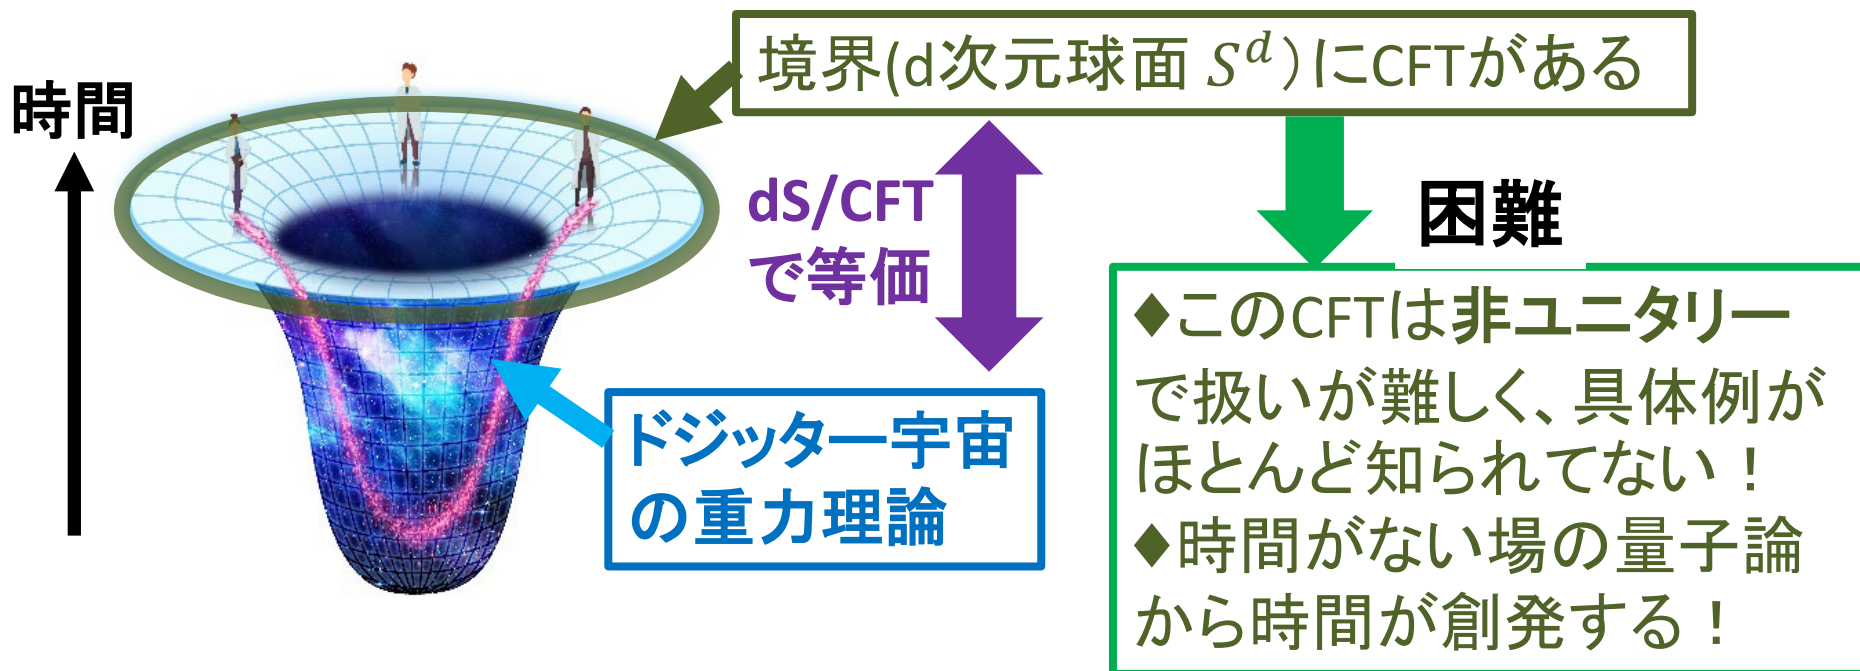 境界(d次元球面 S^d)にCFTがある
時間
dS/CFT
で等価
困難
ドジッター宇宙
の重力理論
♦このCFTは非ユニタリー
で扱いが難しく、具体例が
ほとんど知られてない！
♦時間がない場の量子論
から時間が創発する！